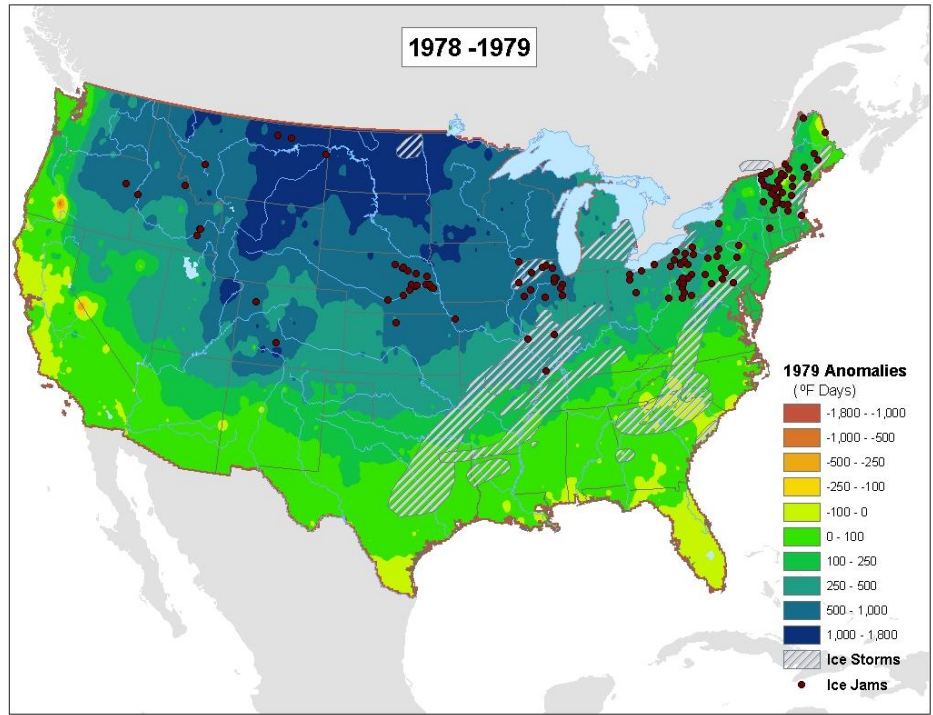 1978 -1979
1979 Anomalies
(ºF Days)
-1,800 - -1,000
-1,000 - -500
-500 - -250
-250 - -100
-100 - 0
0 - 100
100 - 250
250 - 500
500 - 1,000
1,000 - 1,800
Ice Storms
Ice Jams